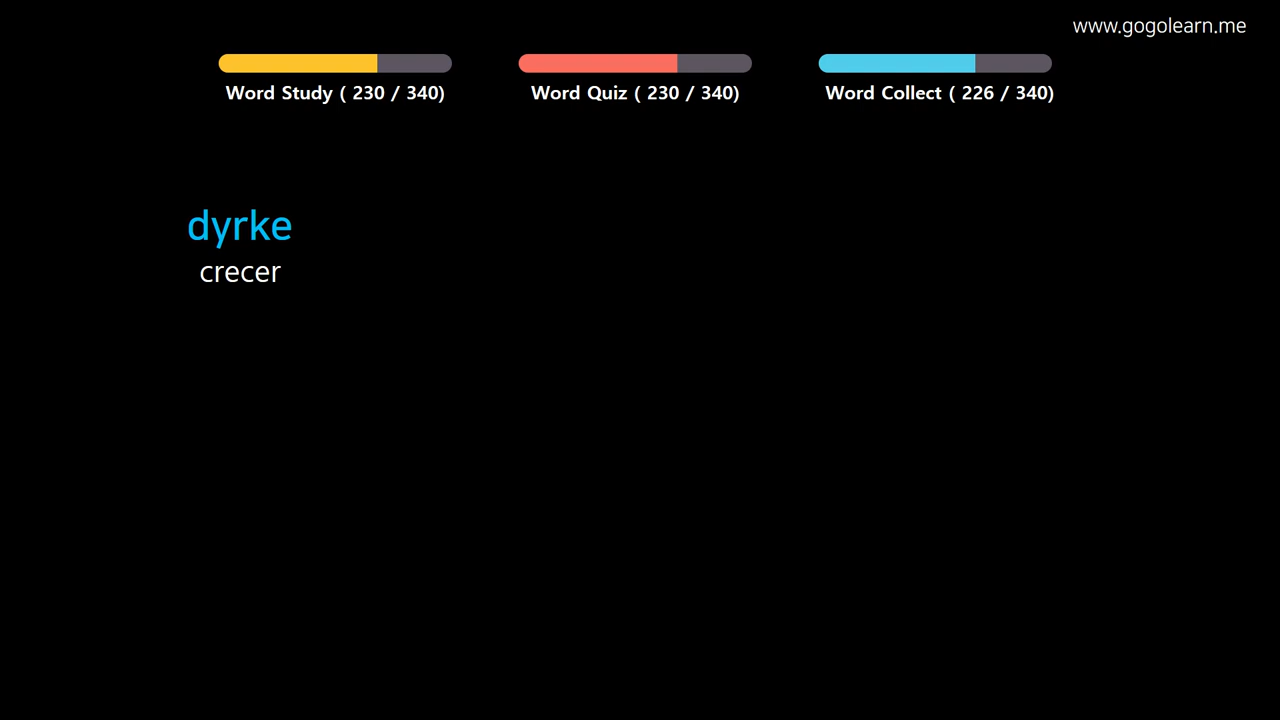 www.gogolearn.me
Word Study ( 230 / 340)
Word Quiz ( 230 / 340)
Word Collect ( 226 / 340)
dyrke
crecer